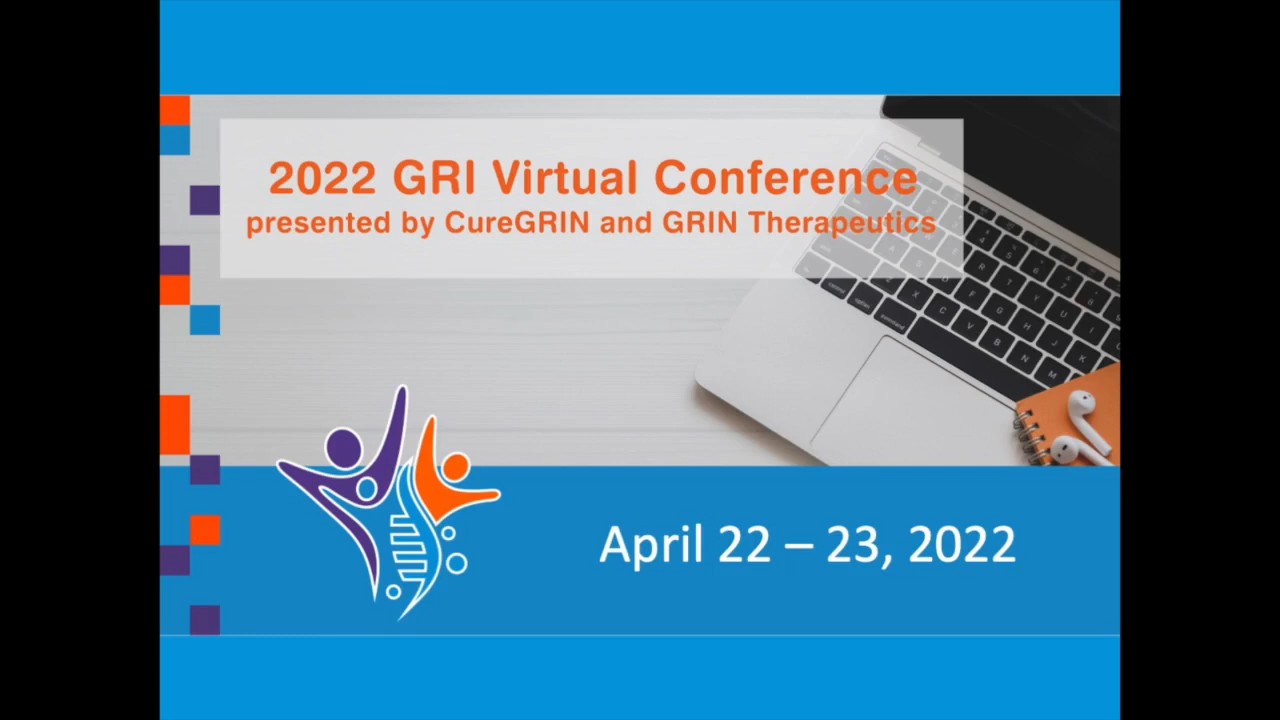 2022 GRI Virtual Conference
presented by CureGRIN and GRIN Therapeutics
April 22 – 23, 2022